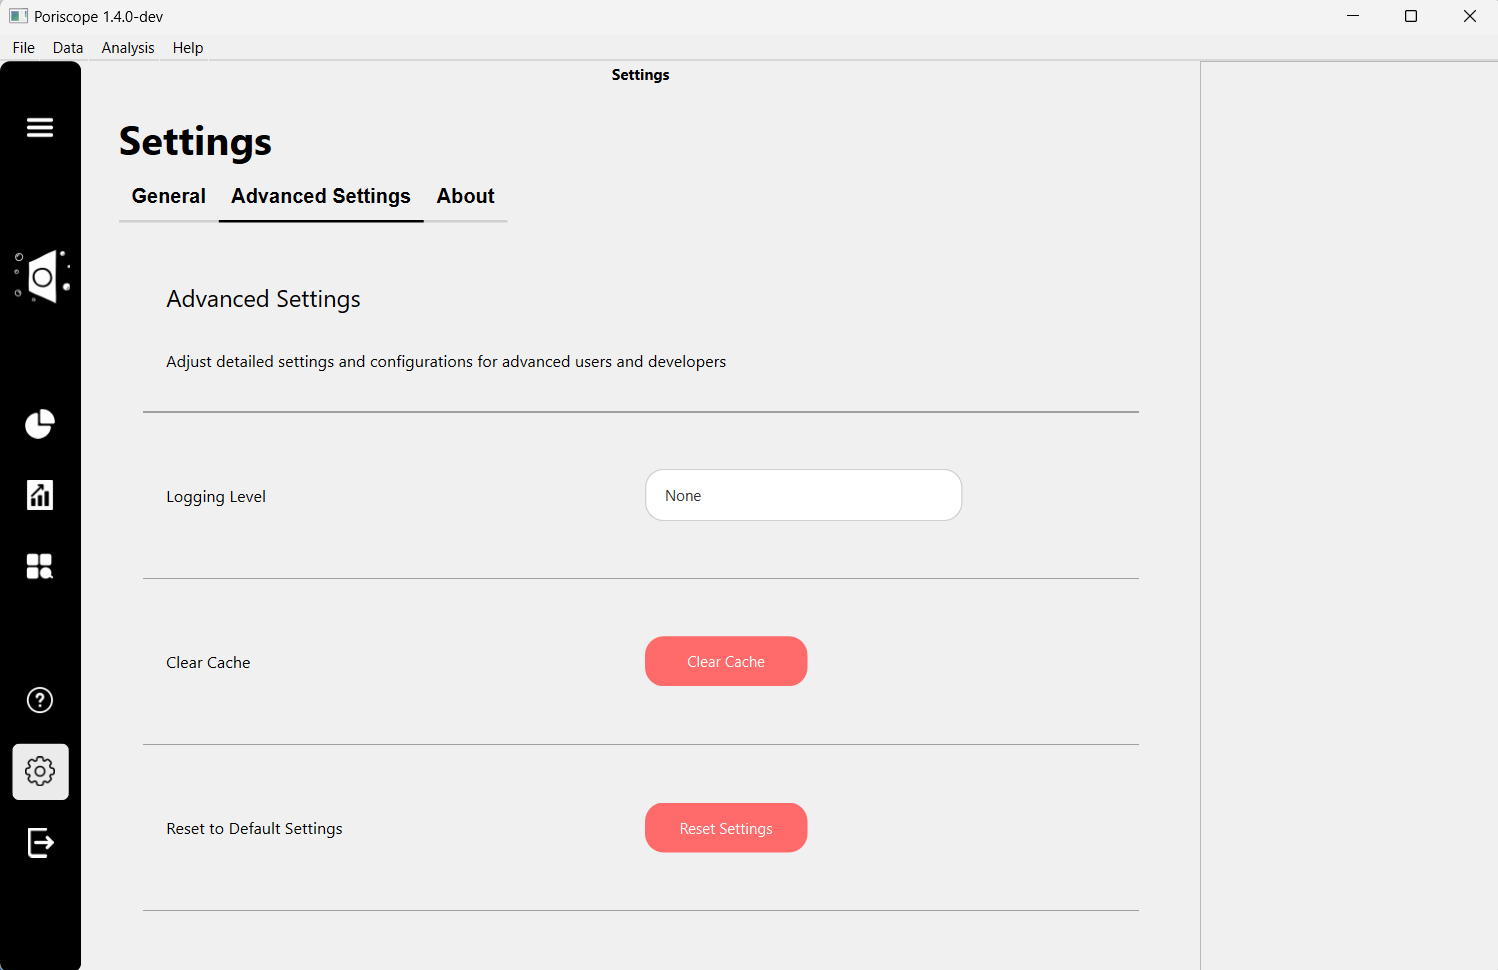 Poriscope 1.4.0-dev
File Data Analysis Help
Settings
Settings
General Advanced Settings About
Advanced Settings
Adjust detailed settings and configurations for advanced users and developers
Logging Level None
Clear Cache Clear Cache
Reset to Default Settings Reset Settings